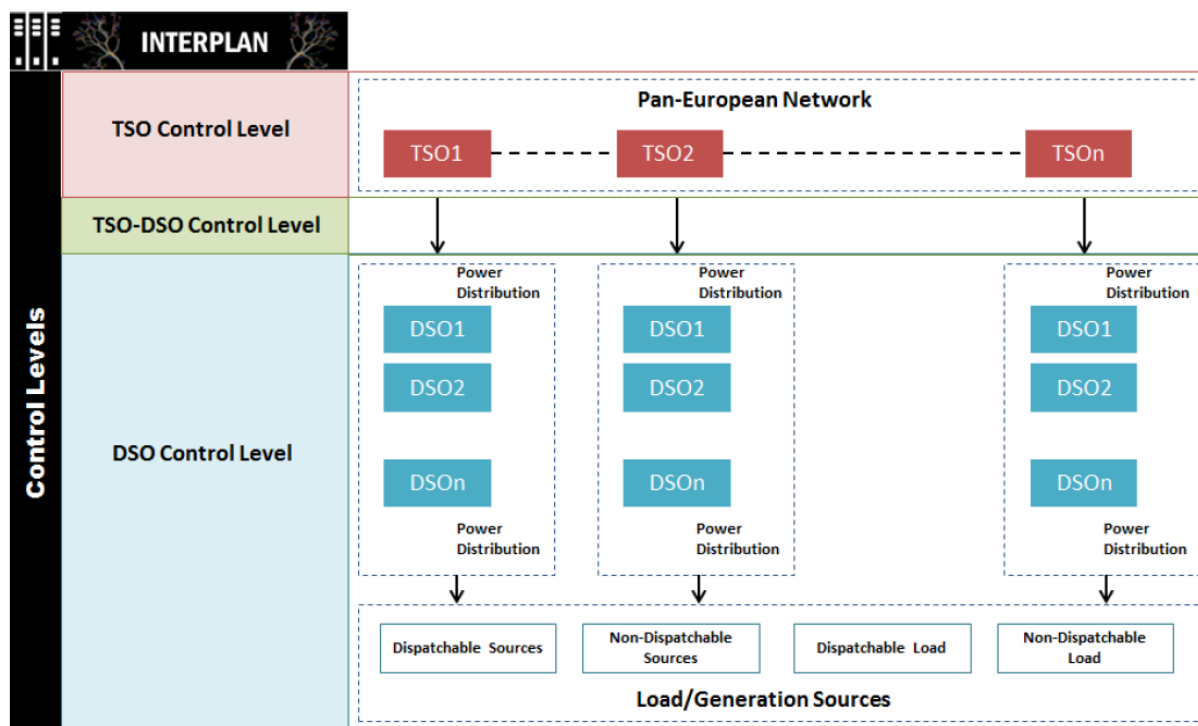 INTERPLAN
Control Levels
TSO Control Level
Pan-European Network
TSO1
TSO2
TSOn
TSO-DSO Control Level
DSO Control Level
Power
Distribution
DSO1
DSO2
DSOn
Power
Distribution
Power
Distribution
DSO1
DSO2
DSOn
Power
Distribution
Power
Distribution
DSO1
DSO2
DSOn
Power
Distribution
Dispatchable Sources
Non-Dispatchable
Sources
Dispatchable Load
Non-Dispatchable
Load
Load/Generation Sources